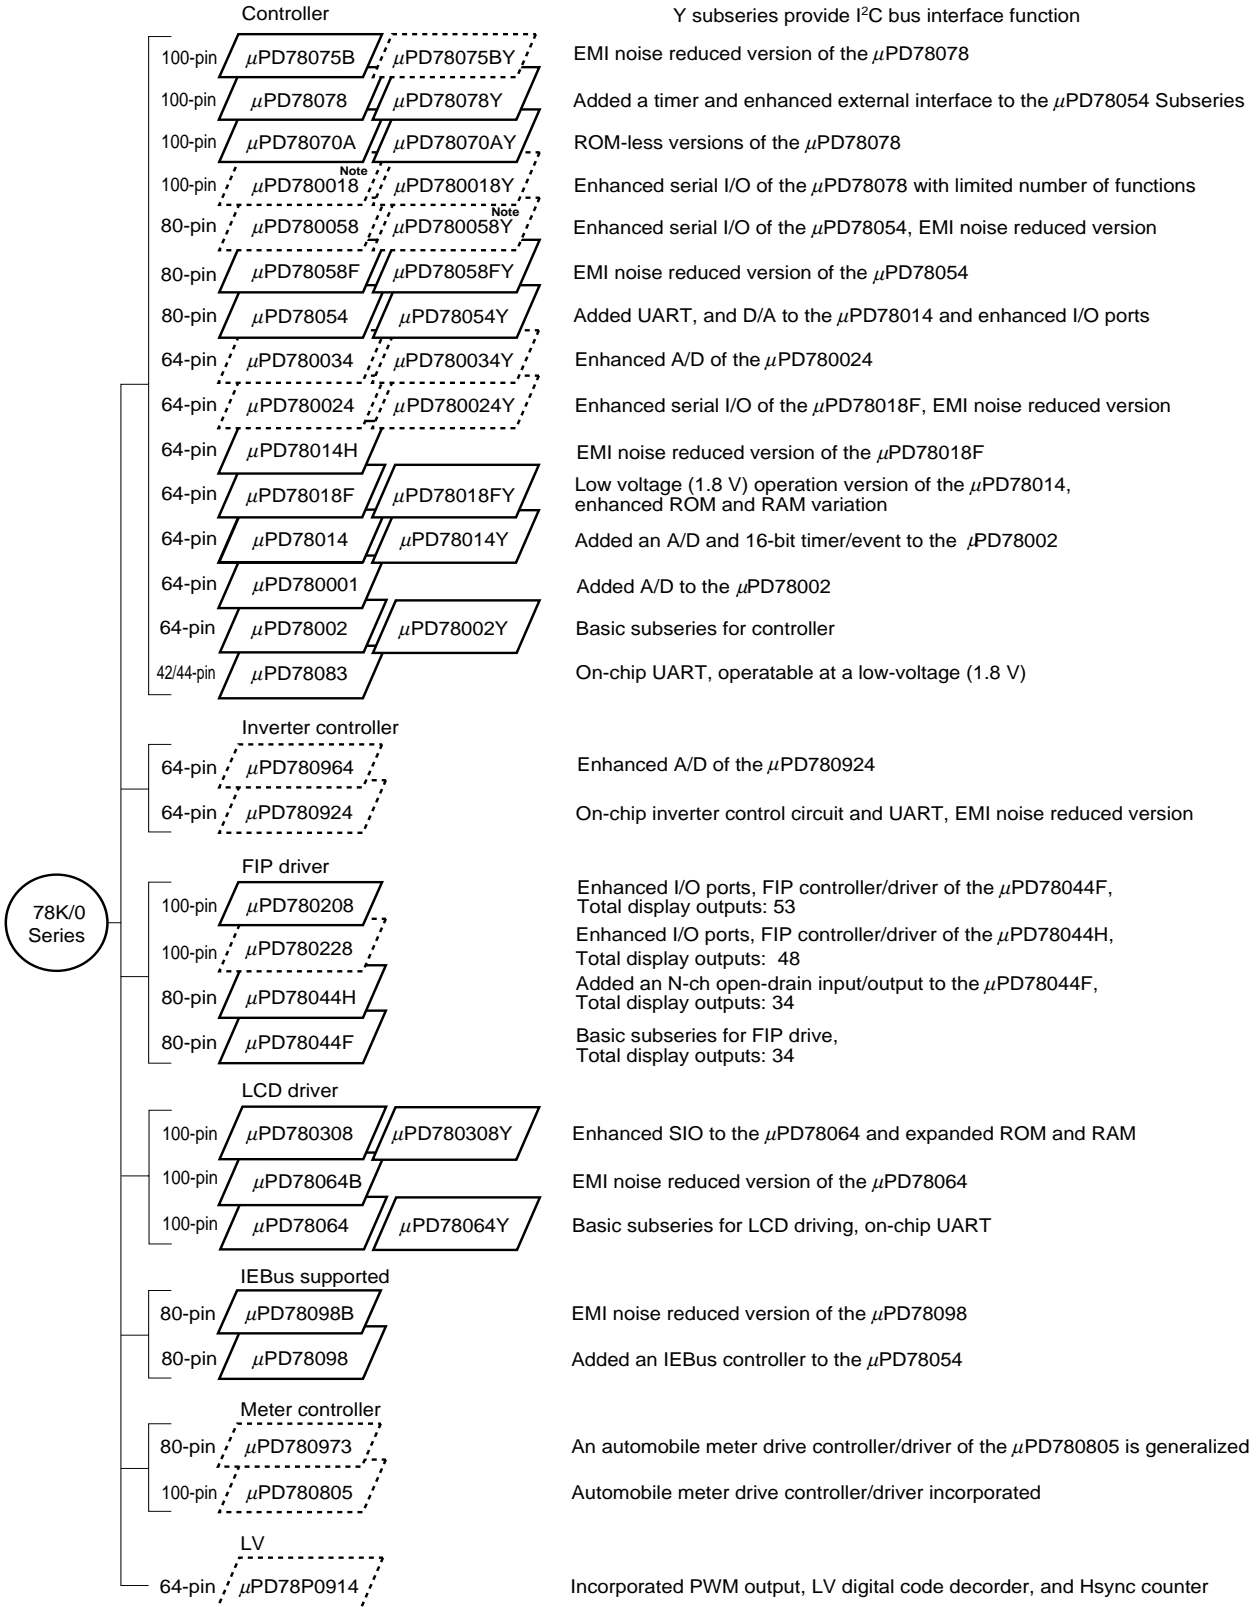 Controller Y subseries provide I²C bus interface function
100-pin μPD78075B μPD78075BY EMI noise reduced version of the μPD78078
100-pin μPD78078 μPD78078Y Added a timer and enhanced external interface to the μPD78054 Subseries
100-pin μPD78070A μPD78070AY ROM-less versions of the μPD78078
100-pin μPD780018 Note μPD780018Y Enhanced serial I/O of the μPD78078 with limited number of functions
80-pin μPD780058 μPD780058Y Note Enhanced serial I/O of the μPD78054, EMI noise reduced version
80-pin μPD78058F μPD78058FY EMI noise reduced version of the μPD78054
80-pin μPD78054 μPD78054Y Added UART, and D/A to the μPD78014 and enhanced I/O ports
64-pin μPD780034 μPD780034Y Enhanced A/D of the μPD780024
64-pin μPD780024 μPD780024Y Enhanced serial I/O of the μPD78018F, EMI noise reduced version
64-pin μPD78014H EMI noise reduced version of the μPD78018F
64-pin μPD78018F μPD78018FY Low voltage (1.8 V) operation version of the μPD78014,
enhanced ROM and RAM variation
64-pin μPD78014 μPD78014Y Added an A/D and 16-bit timer/event to the μPD78002
64-pin μPD780001 Added A/D to the μPD78002
64-pin μPD78002 μPD78002Y Basic subseries for controller
42/44-pin μPD78083 On-chip UART, operatable at a low-voltage (1.8 V)
Inverter controller
64-pin μPD780964 Enhanced A/D of the μPD780924
64-pin μPD780924 On-chip inverter control circuit and UART, EMI noise reduced version
78K/0
Series
FIP driver
100-pin μPD780208 Enhanced I/O ports, FIP controller/driver of the μPD78044F,
Total display outputs: 53
100-pin μPD780228 Enhanced I/O ports, FIP controller/driver of the μPD78044H,
Total display outputs: 48
80-pin μPD78044H Added an N-ch open-drain input/output to the μPD78044F,
Total display outputs: 34
80-pin μPD78044F Basic subseries for FIP drive,
Total display outputs: 34
LCD driver
100-pin μPD780308 μPD780308Y Enhanced SIO to the μPD78064 and expanded ROM and RAM
100-pin μPD78064B EMI noise reduced version of the μPD78064
100-pin μPD78064 μPD78064Y Basic subseries for LCD driving, on-chip UART
IEBus supported
80-pin μPD78098B EMI noise reduced version of the μPD78098
80-pin μPD78098 Added an IEBus controller to the μPD78054
Meter controller
80-pin μPD780973 An automobile meter drive controller/driver of the μPD780805 is generalized
100-pin μPD780805 Automobile meter drive controller/driver incorporated
LV
64-pin μPD78P0914 Incorporated PWM output, LV digital code decorder, and Hsync counter